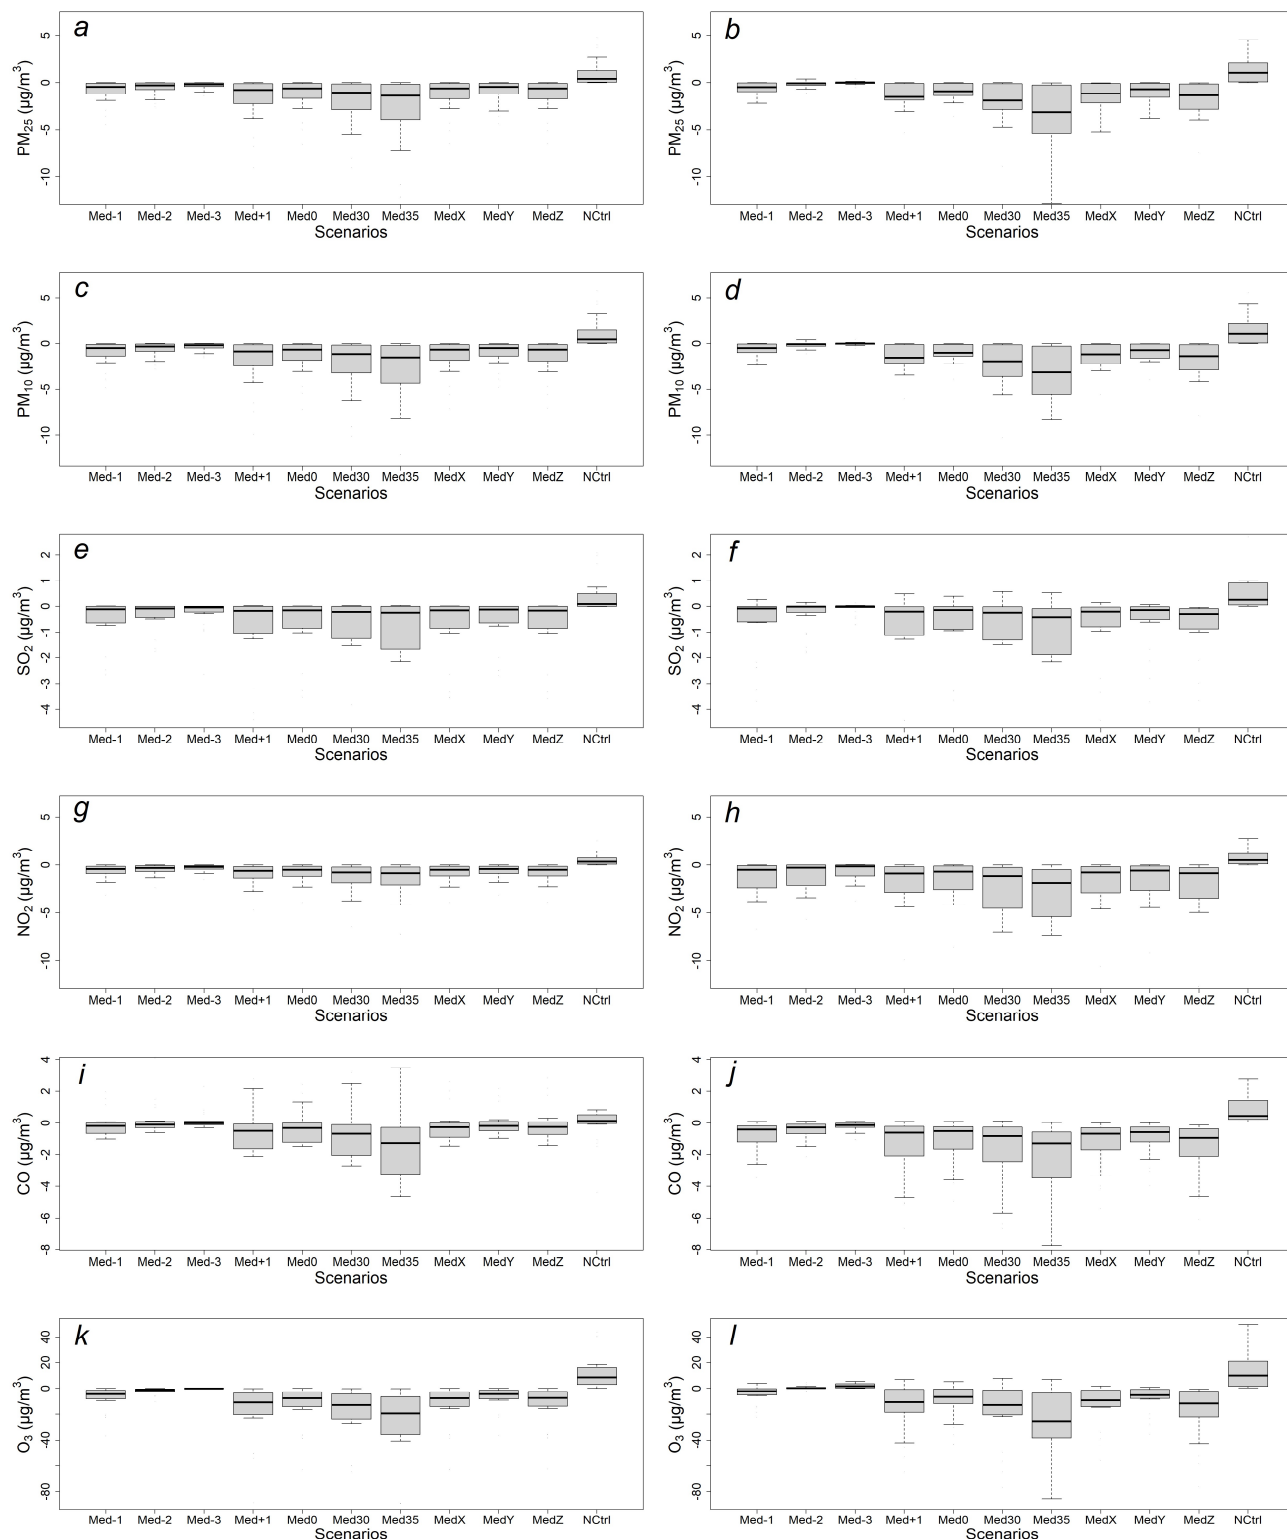 a
PM25 (µg/m3)
5
0
-5
-10
Med-1 Med-2 Med-3 Med+1 Med0 Med30 Med35 MedX MedY MedZ NCtrl
Scenarios
b
PM25 (µg/m3)
5
0
-5
-10
Med-1 Med-2 Med-3 Med+1 Med0 Med30 Med35 MedX MedY MedZ NCtrl
Scenarios
c
PM10 (µg/m3)
5
0
-5
-10
Med-1 Med-2 Med-3 Med+1 Med0 Med30 Med35 MedX MedY MedZ NCtrl
Scenarios
d
PM10 (µg/m3)
5
0
-5
-10
Med-1 Med-2 Med-3 Med+1 Med0 Med30 Med35 MedX MedY MedZ NCtrl
Scenarios
e
SO2 (µg/m3)
2
1
0
-1
-2
-3
-4
Med-1 Med-2 Med-3 Med+1 Med0 Med30 Med35 MedX MedY MedZ NCtrl
Scenarios
f
SO2 (µg/m3)
2
1
0
-1
-2
-3
-4
Med-1 Med-2 Med-3 Med+1 Med0 Med30 Med35 MedX MedY MedZ NCtrl
Scenarios
g
NO2 (µg/m3)
5
0
-5
-10
Med-1 Med-2 Med-3 Med+1 Med0 Med30 Med35 MedX MedY MedZ NCtrl
Scenarios
h
NO2 (µg/m3)
5
0
-5
-10
Med-1 Med-2 Med-3 Med+1 Med0 Med30 Med35 MedX MedY MedZ NCtrl
Scenarios
i
CO (µg/m3)
4
2
0
-2
-4
-6
-8
Med-1 Med-2 Med-3 Med+1 Med0 Med30 Med35 MedX MedY MedZ NCtrl
Scenarios
j
CO (µg/m3)
4
2
0
-2
-4
-6
-8
Med-1 Med-2 Med-3 Med+1 Med0 Med30 Med35 MedX MedY MedZ NCtrl
Scenarios
k
O3 (µg/m3)
40
20
0
-40
-80
Med-1 Med-2 Med-3 Med+1 Med0 Med30 Med35 MedX MedY MedZ NCtrl
Scenarios
l
O3 (µg/m3)
40
20
0
-40
-80
Med-1 Med-2 Med-3 Med+1 Med0 Med30 Med35 MedX MedY MedZ NCtrl
Scenarios